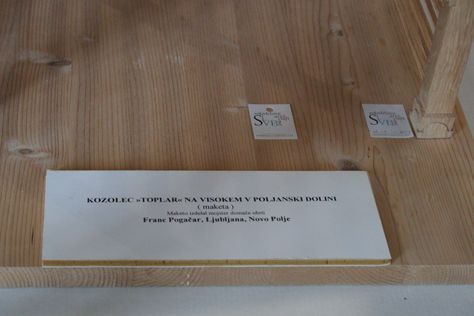 KOZOLEC »TOPLAR« NA VISOKEM V POLJANSKI DOLINI
( maketa )
Maketo izdelal mojster domače obrti
Franc Pogačar, Ljubljana, Novo Polje